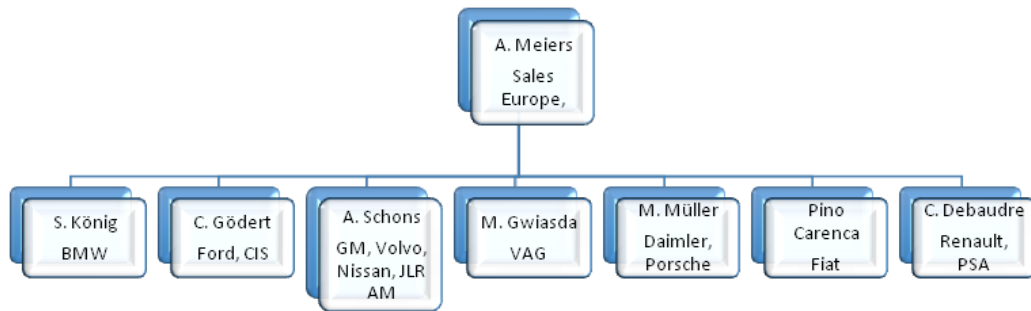 A. Meiers
Sales
Europe,
S. König
BMW
C. Gödert
Ford, CIS
A. Schons
GM, Volvo,
Nissan, JLR
AM
M. Gwiasda
VAG
M. Müller
Daimler,
Porsche
Pino
Carenca
Fiat
C. Debaudre
Renault,
PSA